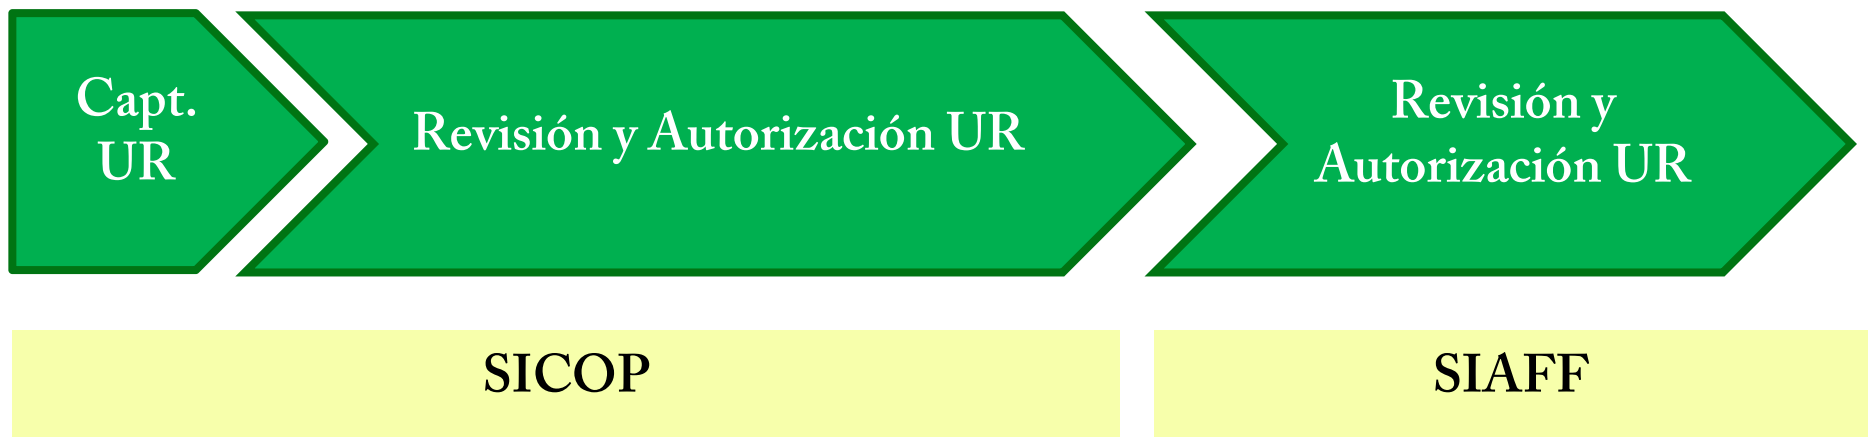 Capt.
UR
Revisión y Autorización UR
Revisión y
Autorización UR
SICOP
SIAFF